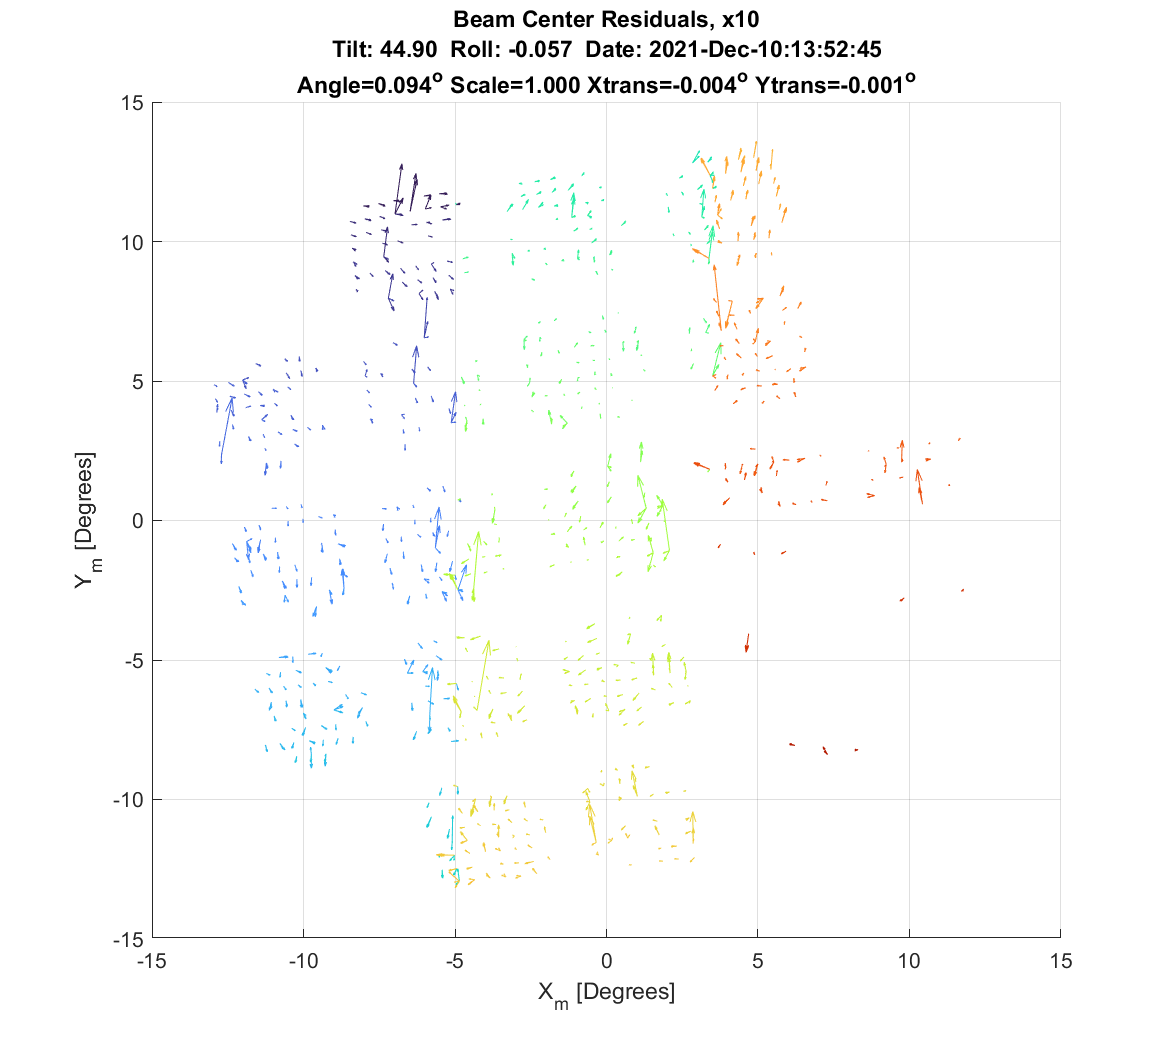 Beam Center Residuals, x10
Tilt: 44.90 Roll: -0.057 Date: 2021-Dec-10:13:52:45
Angle=0.094° Scale=1.000 Xtrans=-0.004° Ytrans=-0.001°
15
10
5
0
-5
-10
-15
Y_m [Degrees]
-15 -10 -5 0 5 10 15
X_m [Degrees]